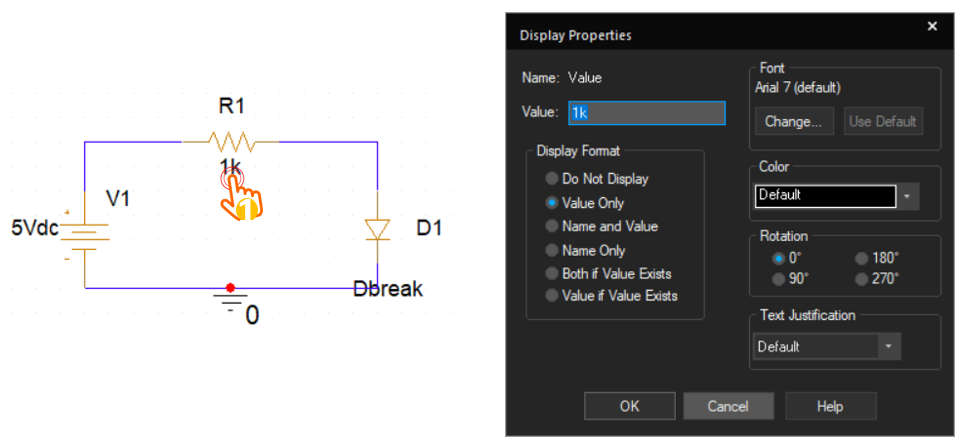 R1
1k
V1
5Vdc
+
-
D1
Dbreak
0
1
Display Properties
×
Name: Value
Value: 1k
Display Format
Do Not Display
Value Only
Name and Value
Name Only
Both if Value Exists
Value if Value Exists
Font
Arial 7 (default)
Change... Use Default
Color
Default
Rotation
0° 180°
90° 270°
Text Justification
Default
OK Cancel Help